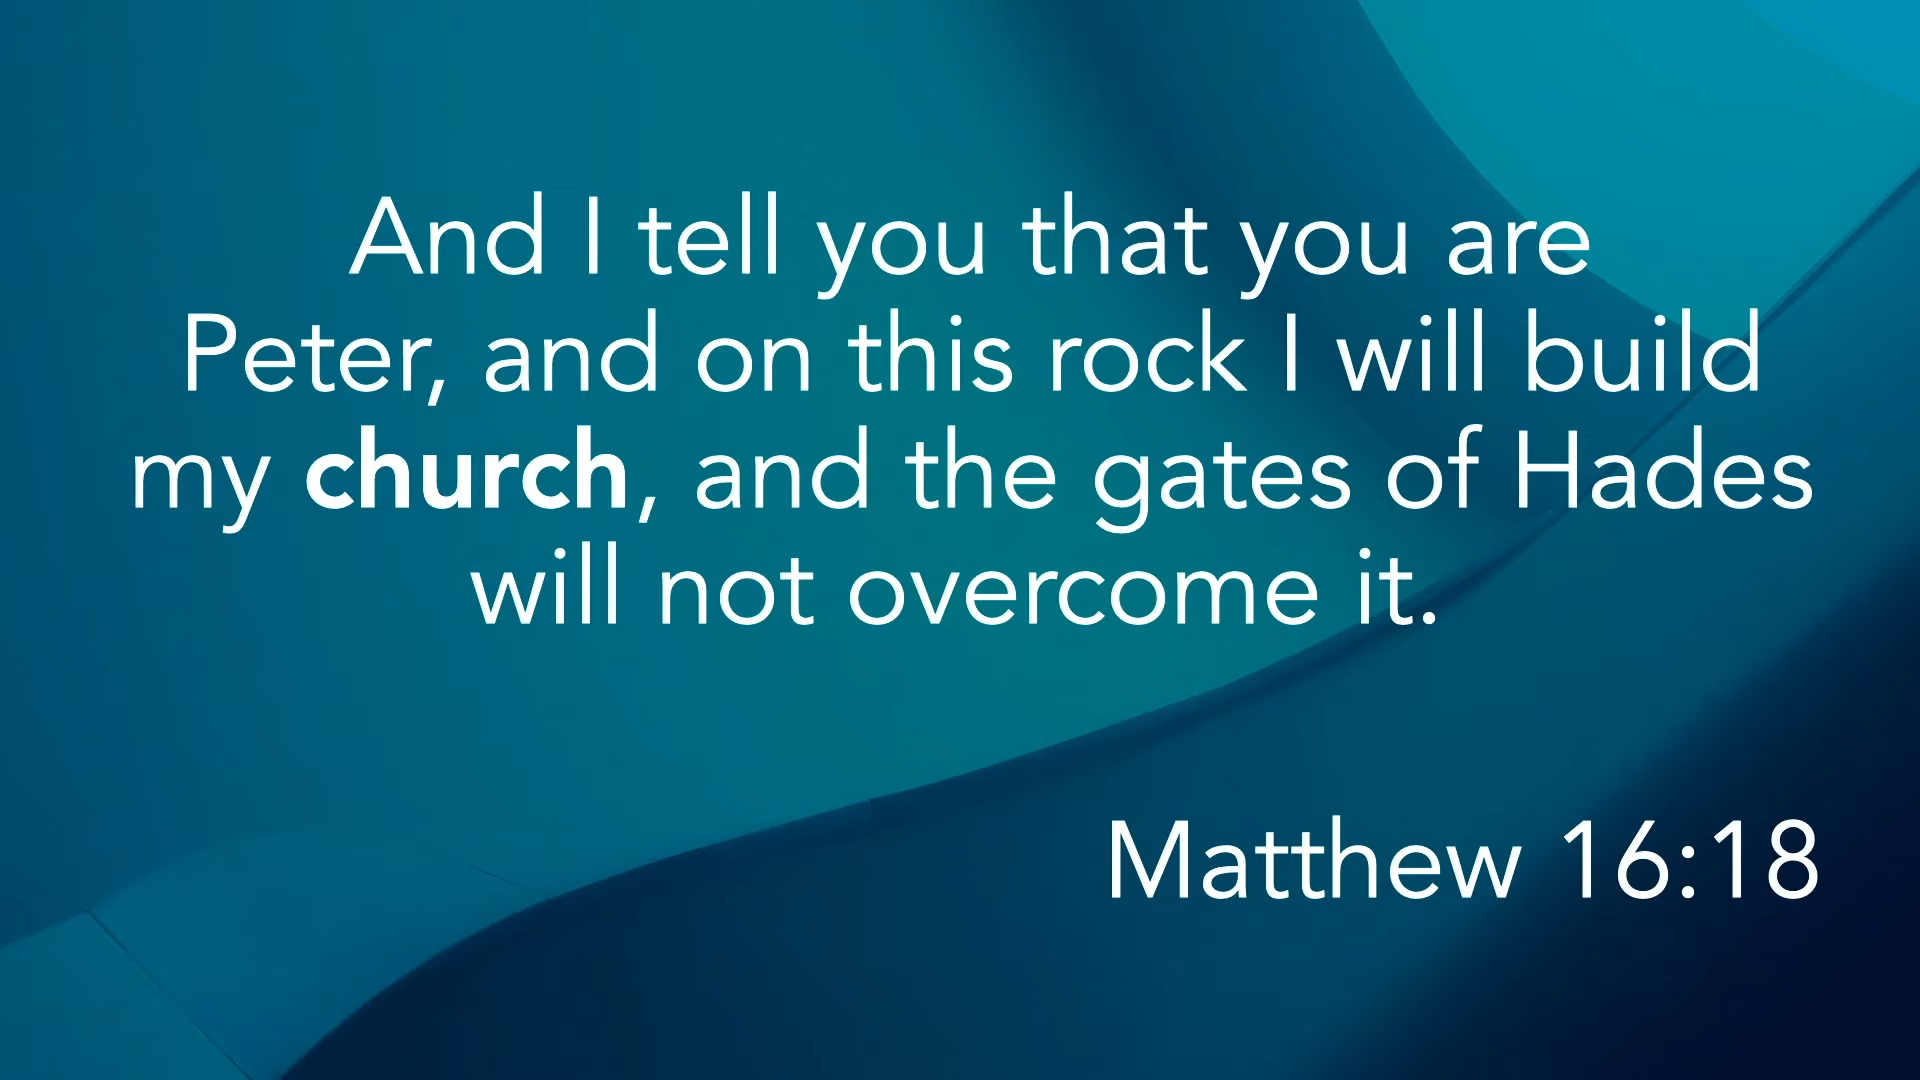 And I tell you that you are
Peter, and on this rock I will build
my church, and the gates of Hades
will not overcome it.
Matthew 16:18